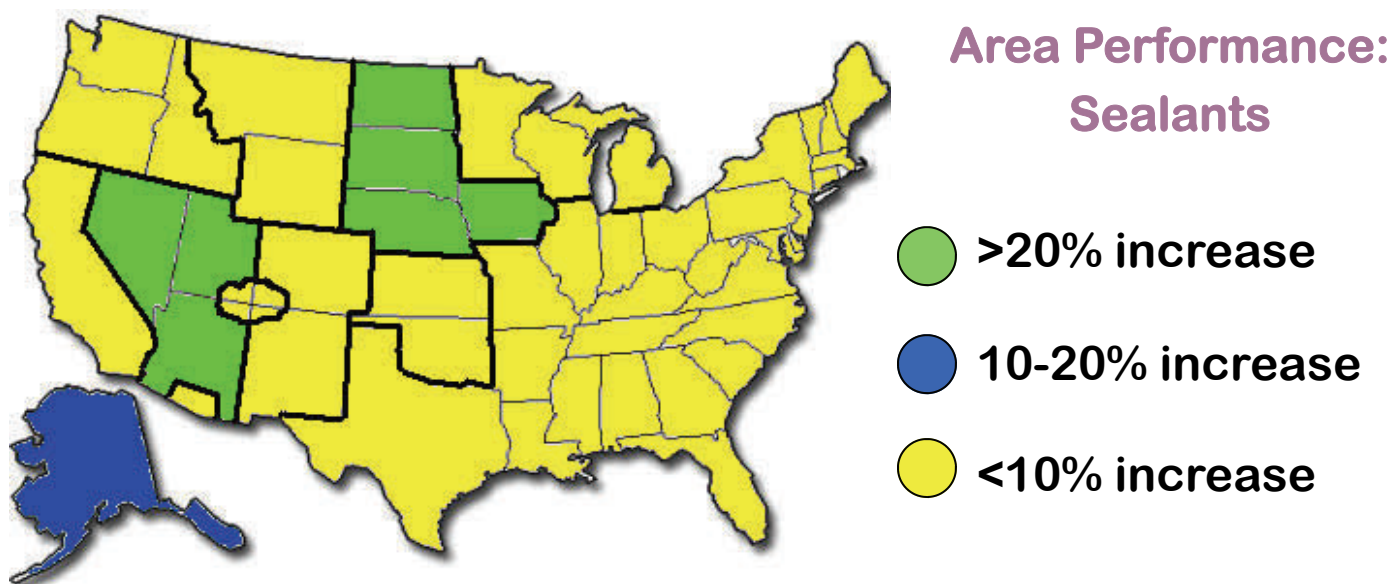 Area Performance:
Sealants
>20% increase
10-20% increase
<10% increase